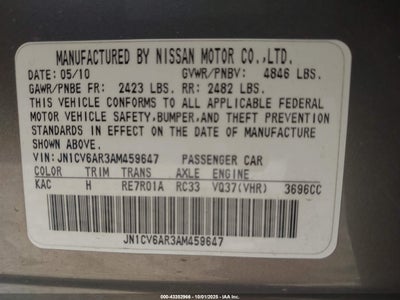 MANUFACTURED BY NISSAN MOTOR CO.,LTD.
DATE: 05/10 GVWR/PNBV: 4846 LBS.
GAWR/PNBE FR: 2423 LBS. RR: 2482 LBS.
THIS VEHICLE CONFORMS TO ALL APPLICABLE FEDERAL
MOTOR VEHICLE SAFETY,BUMPER,AND THEFT PREVENTION
STANDARDS IN EFFECT ON THE DATE OF MANUFACTURE
SHOWN ABOVE.
VIN: JN1CV6AR3AM459647 PASSENGER CAR
COLOR TRIM TRANS AXLE ENGINE
KAC H RE7R01A RC33 VQ37(VHR) 3696CC
JN1CV6AR3AM459647
000-43202966 - 10/01/2025 - IAA Inc.